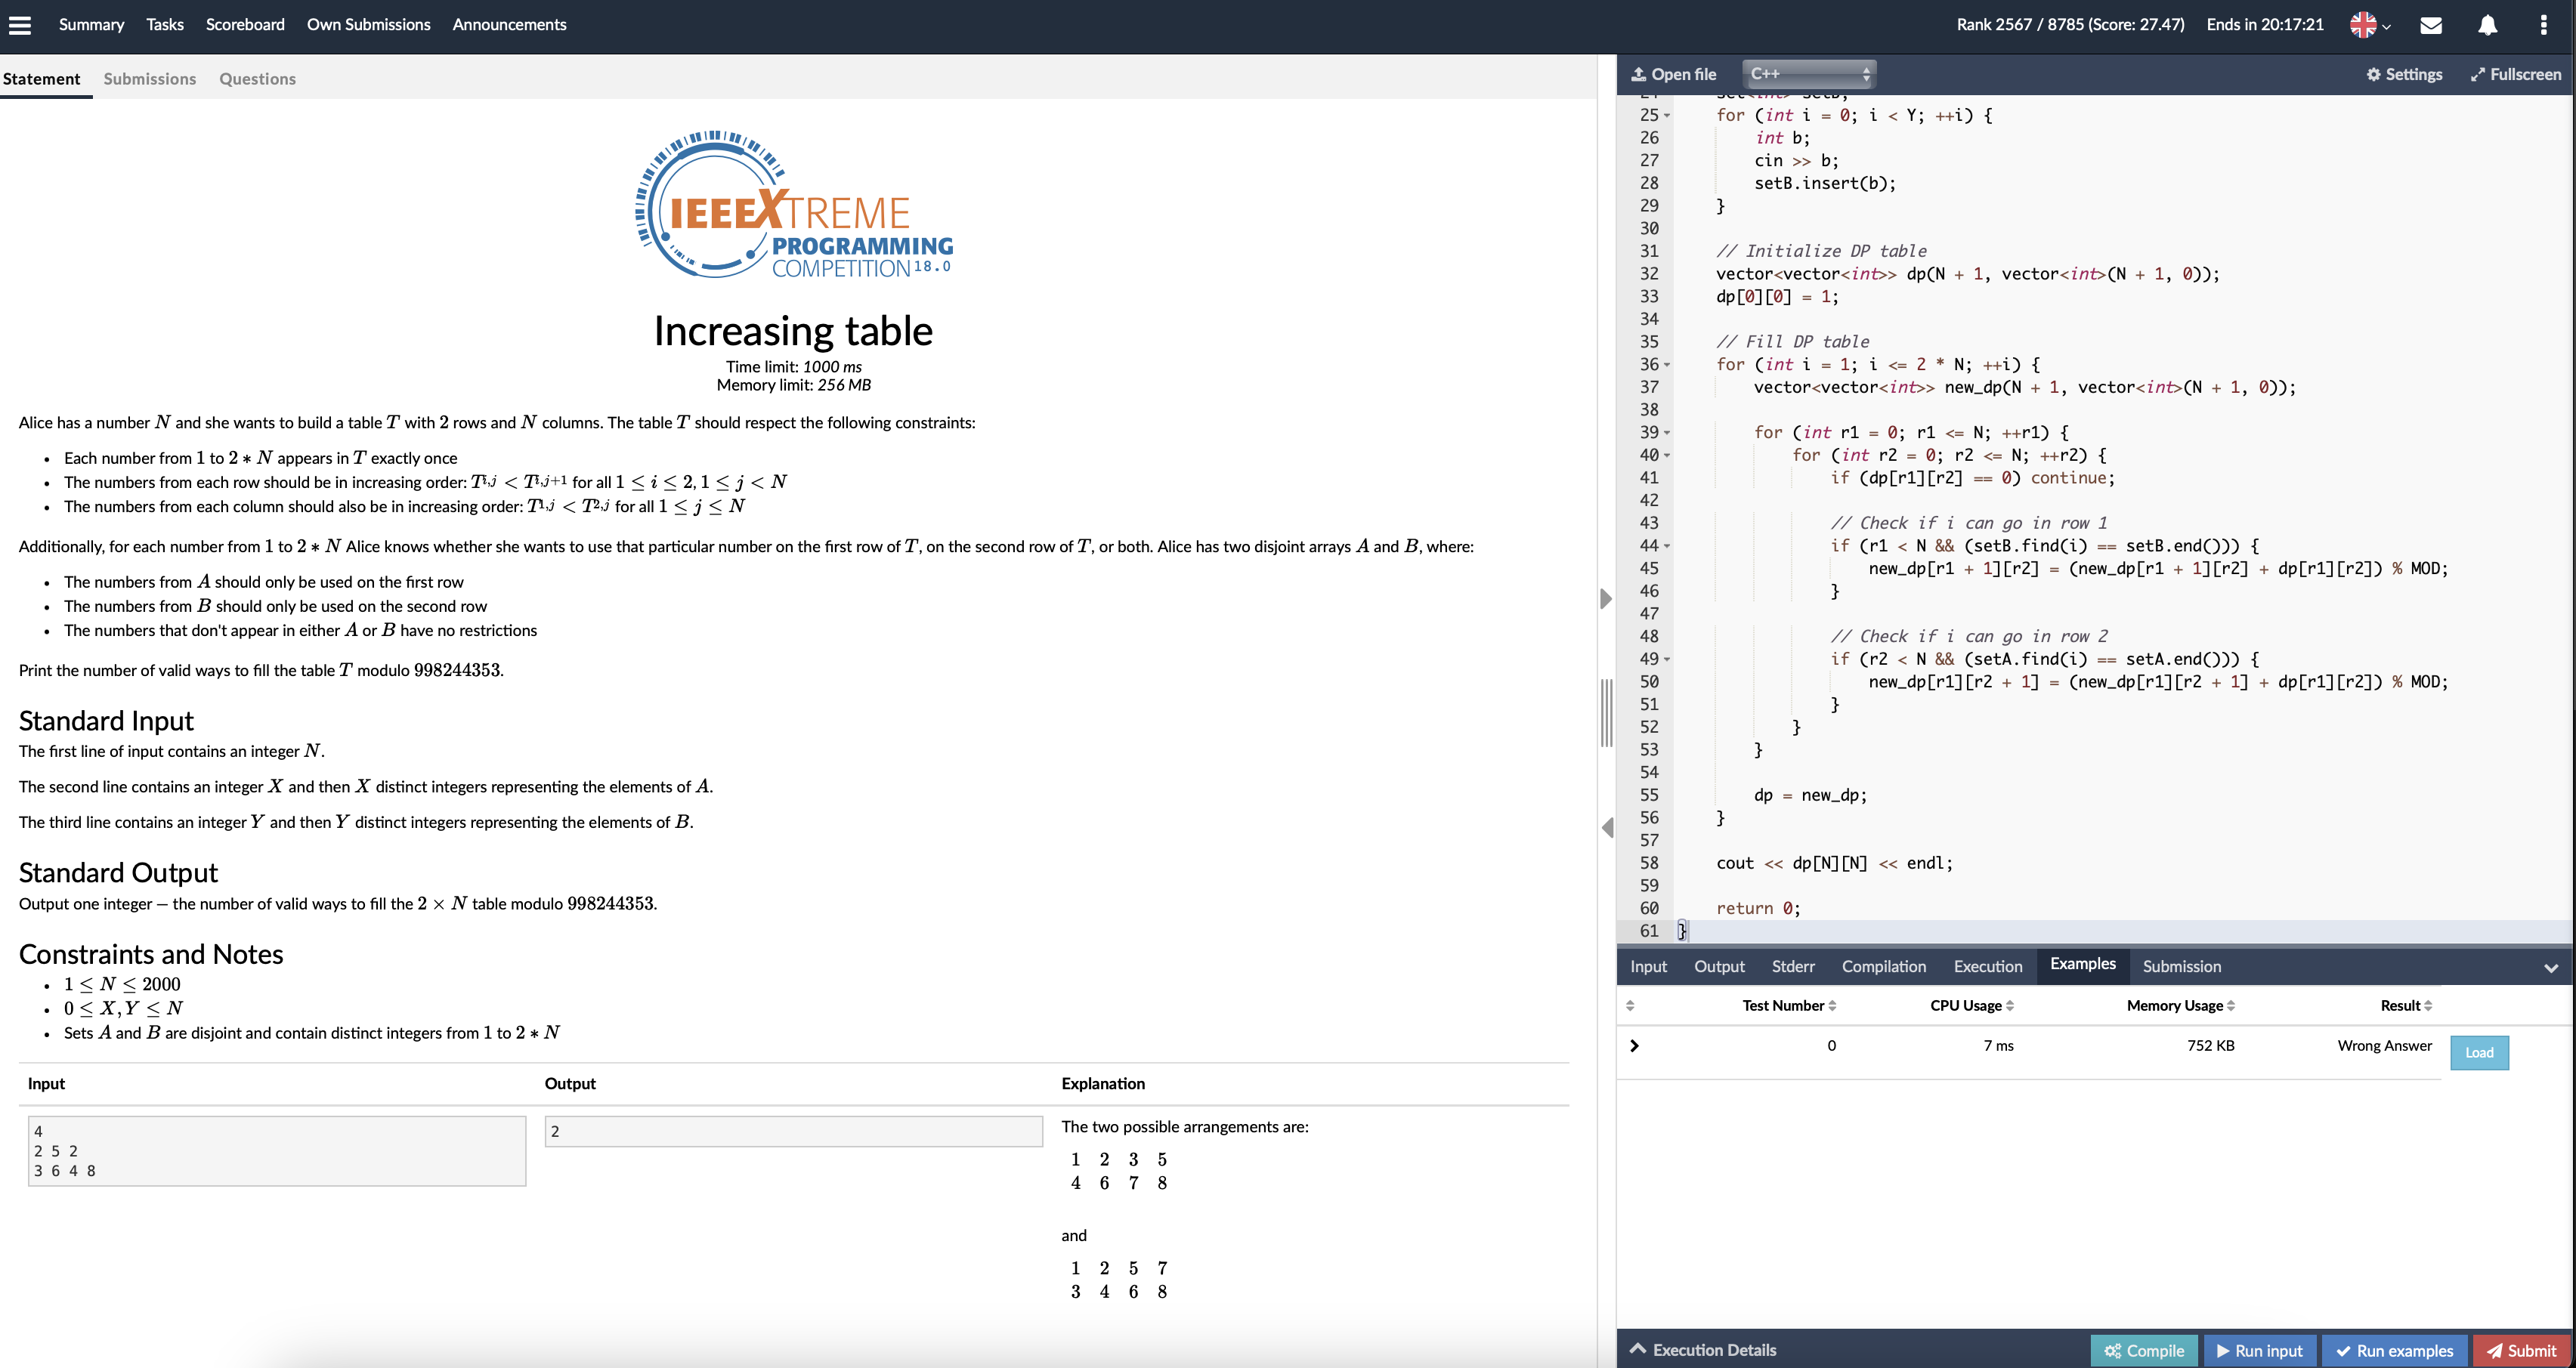 Summary Tasks Scoreboard Own Submissions Announcements
Rank 2567 / 8785 (Score: 27.47) Ends in 20:17:21
Statement Submissions Questions
IEEEXTREME
PROGRAMMING
COMPETITION 18.0
Increasing table
Time limit: 1000 ms
Memory limit: 256 MB
Alice has a number N and she wants to build a table T with 2 rows and N columns. The table T should respect the following constraints:
• Each number from 1 to 2 ∗ N appears in T exactly once
• The numbers from each row should be in increasing order: T^{i,j} < T^{i,j+1} for all 1 ≤ i ≤ 2, 1 ≤ j < N
• The numbers from each column should also be in increasing order: T^{1,j} < T^{2,j} for all 1 ≤ j ≤ N
Additionally, for each number from 1 to 2 ∗ N Alice knows whether she wants to use that particular number on the first row of T, on the second row of T, or both. Alice has two disjoint arrays A and B, where:
• The numbers from A should only be used on the first row
• The numbers from B should only be used on the second row
• The numbers that don't appear in either A or B have no restrictions
Print the number of valid ways to fill the table T modulo 998244353.
Standard Input
The first line of input contains an integer N.
The second line contains an integer X and then X distinct integers representing the elements of A.
The third line contains an integer Y and then Y distinct integers representing the elements of B.
Standard Output
Output one integer — the number of valid ways to fill the 2 × N table modulo 998244353.
Constraints and Notes
• 1 ≤ N ≤ 2000
• 0 ≤ X, Y ≤ N
• Sets A and B are disjoint and contain distinct integers from 1 to 2 ∗ N
Input Output Explanation
4
2 5 2
3 6 4 8
2
The two possible arrangements are:
1 2 3 5
4 6 7 8
and
1 2 5 7
3 4 6 8
Open file C++ Settings Fullscreen
25 for (int i = 0; i < Y; ++i) {
26 int b;
27 cin >> b;
28 setB.insert(b);
29 }
30
31 // Initialize DP table
32 vector<vector<int>> dp(N + 1, vector<int>(N + 1, 0));
33 dp[0][0] = 1;
34
35 // Fill DP table
36 for (int i = 1; i <= 2 * N; ++i) {
37 vector<vector<int>> new_dp(N + 1, vector<int>(N + 1, 0));
38
39 for (int r1 = 0; r1 <= N; ++r1) {
40 for (int r2 = 0; r2 <= N; ++r2) {
41 if (dp[r1][r2] == 0) continue;
42
43 // Check if i can go in row 1
44 if (r1 < N && (setB.find(i) == setB.end())) {
45 new_dp[r1 + 1][r2] = (new_dp[r1 + 1][r2] + dp[r1][r2]) % MOD;
46 }
47
48 // Check if i can go in row 2
49 if (r2 < N && (setA.find(i) == setA.end())) {
50 new_dp[r1][r2 + 1] = (new_dp[r1][r2 + 1] + dp[r1][r2]) % MOD;
51 }
52 }
53 }
54
55 dp = new_dp;
56 }
57
58 cout << dp[N][N] << endl;
59
60 return 0;
61 }
Input Output Stderr Compilation Execution Examples Submission
Test Number CPU Usage Memory Usage Result
0 7 ms 752 KB Wrong Answer Load
Execution Details Compile Run input Run examples Submit